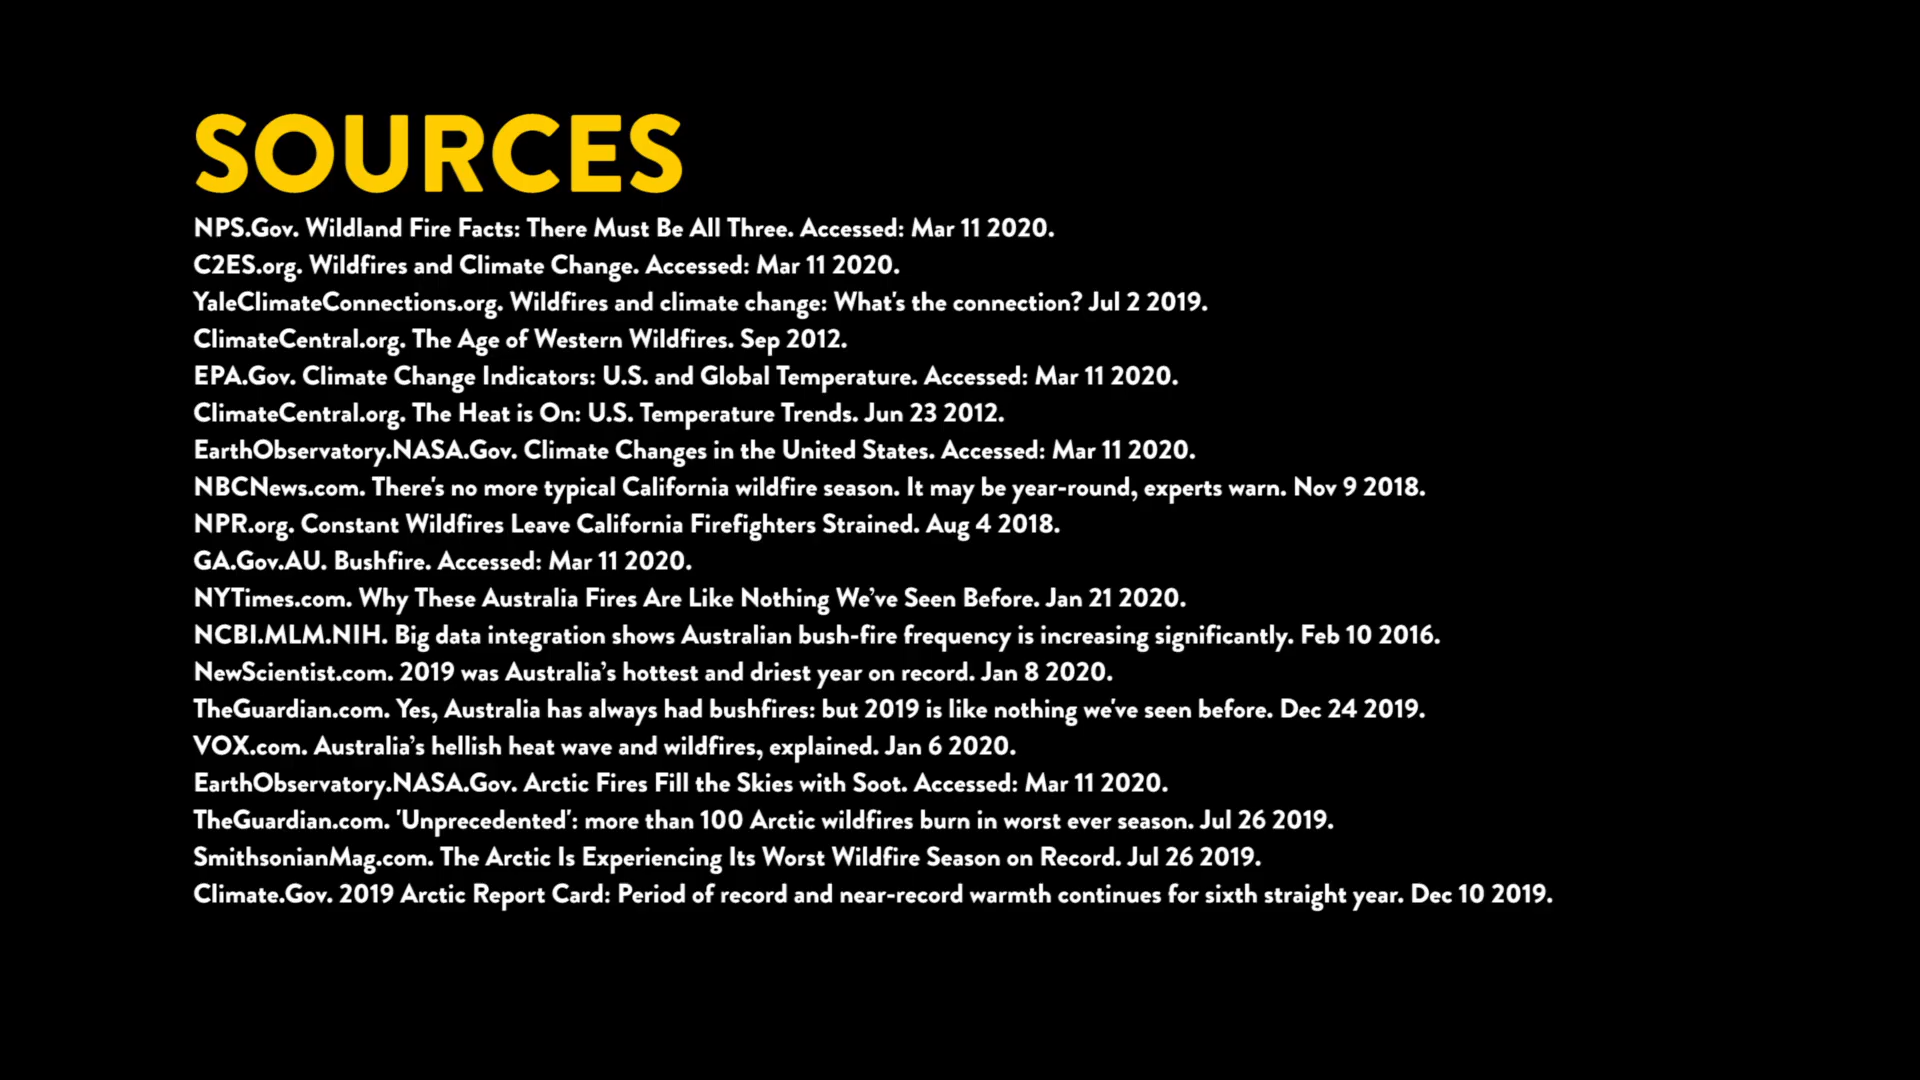 SOURCES
NPS.Gov. Wildland Fire Facts: There Must Be All Three. Accessed: Mar 11 2020.
C2ES.org. Wildfires and Climate Change. Accessed: Mar 11 2020.
YaleClimateConnections.org. Wildfires and climate change: What's the connection? Jul 2 2019.
ClimateCentral.org. The Age of Western Wildfires. Sep 2012.
EPA.Gov. Climate Change Indicators: U.S. and Global Temperature. Accessed: Mar 11 2020.
ClimateCentral.org. The Heat is On: U.S. Temperature Trends. Jun 23 2012.
EarthObservatory.NASA.Gov. Climate Changes in the United States. Accessed: Mar 11 2020.
NBCNews.com. There's no more typical California wildfire season. It may be year-round, experts warn. Nov 9 2018.
NPR.org. Constant Wildfires Leave California Firefighters Strained. Aug 4 2018.
GA.Gov.AU. Bushfire. Accessed: Mar 11 2020.
NYTimes.com. Why These Australia Fires Are Like Nothing We’ve Seen Before. Jan 21 2020.
NCBI.MLM.NIH. Big data integration shows Australian bush-fire frequency is increasing significantly. Feb 10 2016.
NewScientist.com. 2019 was Australia’s hottest and driest year on record. Jan 8 2020.
TheGuardian.com. Yes, Australia has always had bushfires: but 2019 is like nothing we've seen before. Dec 24 2019.
VOX.com. Australia’s hellish heat wave and wildfires, explained. Jan 6 2020.
EarthObservatory.NASA.Gov. Arctic Fires Fill the Skies with Soot. Accessed: Mar 11 2020.
TheGuardian.com. 'Unprecedented': more than 100 Arctic wildfires burn in worst ever season. Jul 26 2019.
SmithsonianMag.com. The Arctic Is Experiencing Its Worst Wildfire Season on Record. Jul 26 2019.
Climate.Gov. 2019 Arctic Report Card: Period of record and near-record warmth continues for sixth straight year. Dec 10 2019.